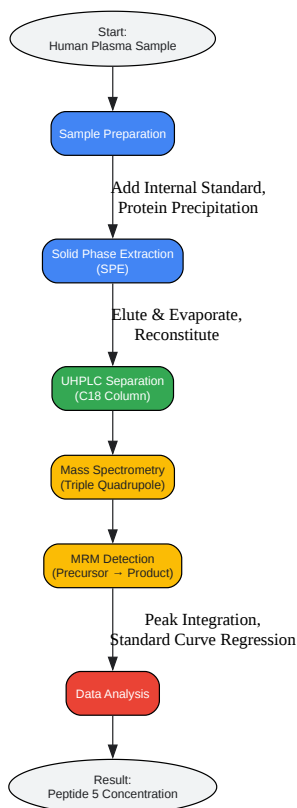 Start:
Human Plasma Sample
Sample Preparation
Add Internal Standard,
Protein Precipitation
Solid Phase Extraction
(SPE)
Elute & Evaporate,
Reconstitute
UHPLC Separation
(C18 Column)
Mass Spectrometry
(Triple Quadrupole)
MRM Detection
(Precursor → Product)
Peak Integration,
Standard Curve Regression
Data Analysis
Result:
Peptide 5 Concentration